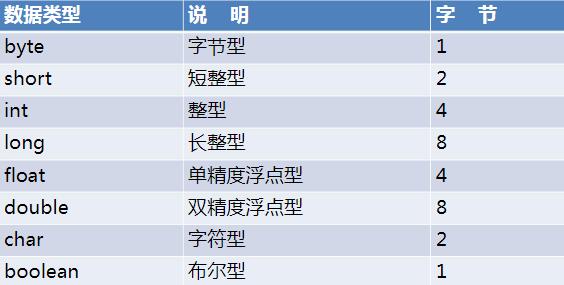 数据类型 说 明 字 节
byte 字节型 1
short 短整型 2
int 整型 4
long 长整型 8
float 单精度浮点型 4
double 双精度浮点型 8
char 字符型 2
boolean 布尔型 1